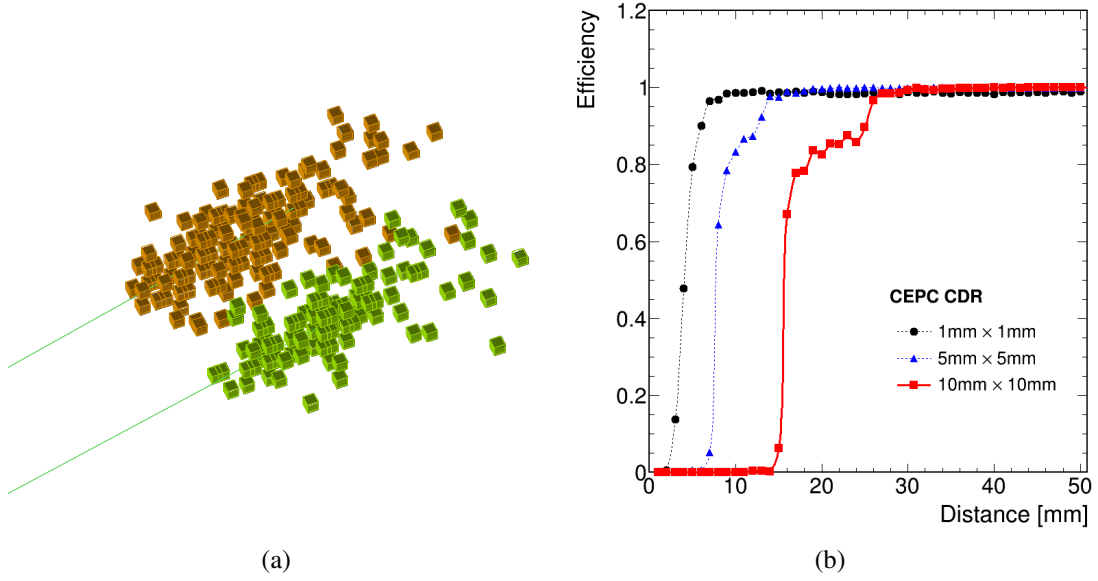 1.2
1
0.8
0.6
0.4
0.2
0
Efficiency
CEPC CDR
1mm × 1mm
5mm × 5mm
10mm × 10mm
0 10 20 30 40 50
Distance [mm]
(a) (b)